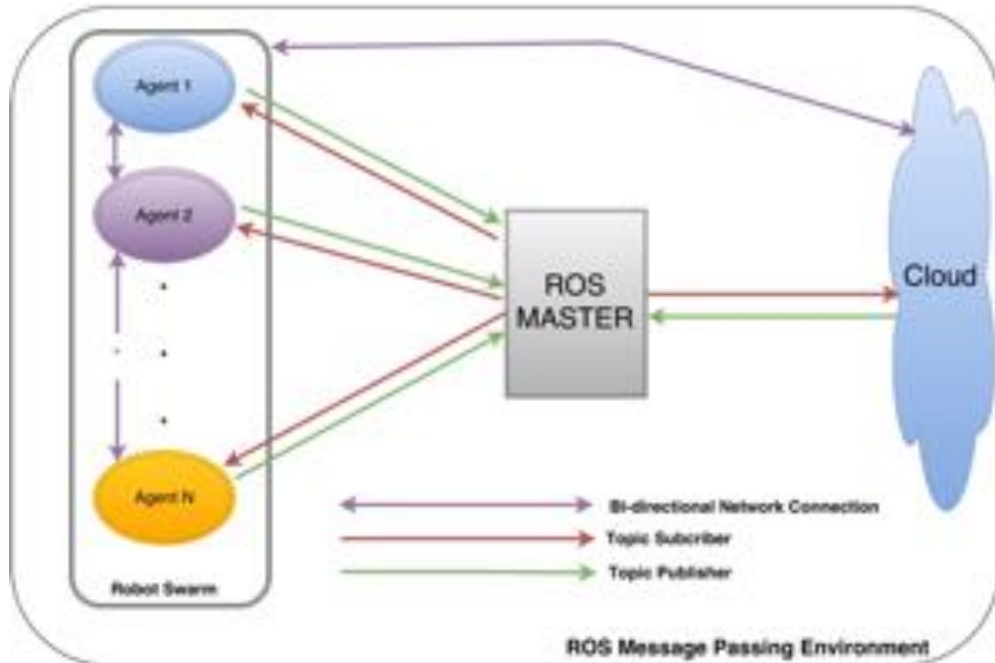 Agent 1
Agent 2
Agent N
Robot Swarm
ROS
MASTER
Cloud
Bi-directional Network Connection
Topic Subcriber
Topic Publisher
ROS Message Passing Environment